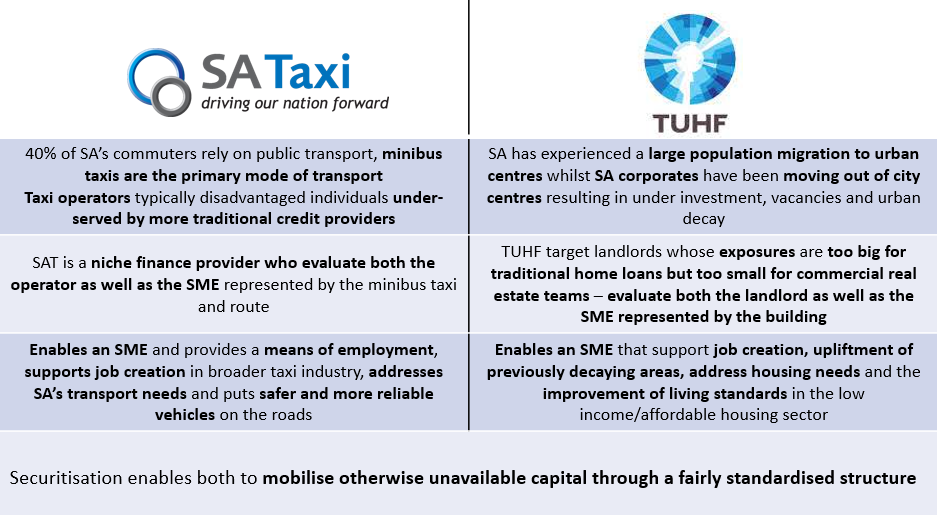 SA Taxi
driving our nation forward
TUHF
40% of SA's commuters rely on public transport, minibus
taxis are the primary mode of transport
Taxi operators typically disadvantaged individuals under-
served by more traditional credit providers
SA has experienced a large population migration to urban
centres whilst SA corporates have been moving out of city
centres resulting in under investment, vacancies and urban
decay
SAT is a niche finance provider who evaluate both the
operator as well as the SME represented by the minibus taxi
and route
TUHF target landlords whose exposures are too big for
traditional home loans but too small for commercial real
estate teams – evaluate both the landlord as well as the
SME represented by the building
Enables an SME and provides a means of employment,
supports job creation in broader taxi industry, addresses
SA's transport needs and puts safer and more reliable
vehicles on the roads
Enables an SME that support job creation, upliftment of
previously decaying areas, address housing needs and the
improvement of living standards in the low
income/affordable housing sector
Securitisation enables both to mobilise otherwise unavailable capital through a fairly standardised structure